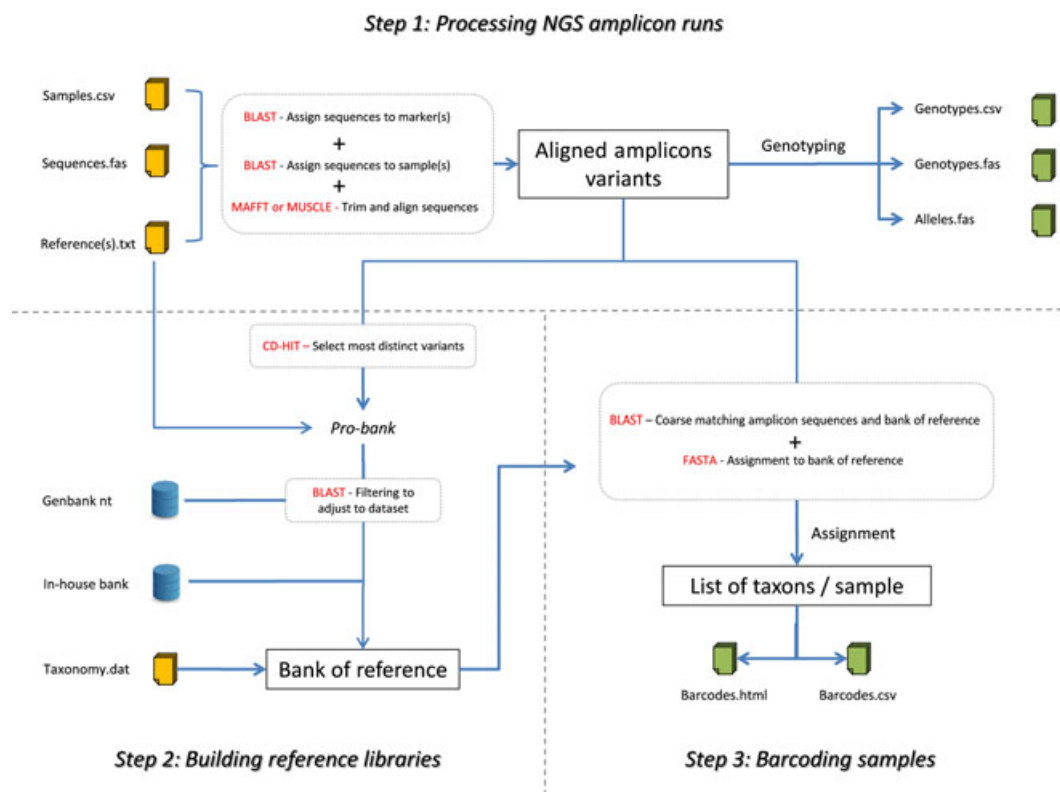 Step 1: Processing NGS amplicon runs
Samples.csv
Sequences.fas
Reference(s).txt
BLAST - Assign sequences to marker(s)
+
BLAST - Assign sequences to sample(s)
+
MAFFT or MUSCLE - Trim and align sequences
Aligned amplicons
variants
Genotyping
Genotypes.csv
Genotypes.fas
Alleles.fas
CD-HIT – Select most distinct variants
Pro-bank
Genbank nt
BLAST - Filtering to
adjust to dataset
In-house bank
Taxonomy.dat
Bank of reference
Step 2: Building reference libraries
BLAST – Coarse matching amplicon sequences and bank of reference
+
FASTA - Assignment to bank of reference
Assignment
List of taxons / sample
Barcodes.html
Barcodes.csv
Step 3: Barcoding samples